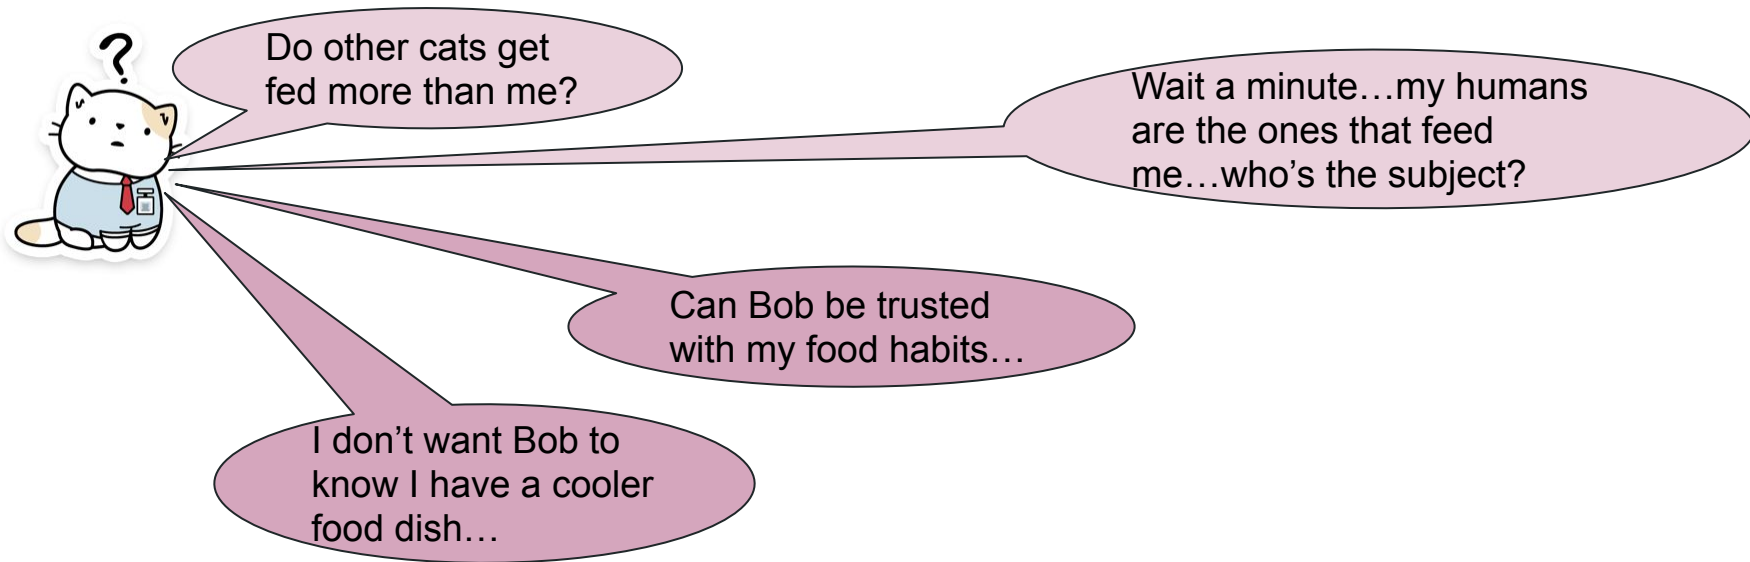 ?
Do other cats get
fed more than me?
Wait a minute…my humans
are the ones that feed
me…who’s the subject?
Can Bob be trusted
with my food habits…
I don’t want Bob to
know I have a cooler
food dish…